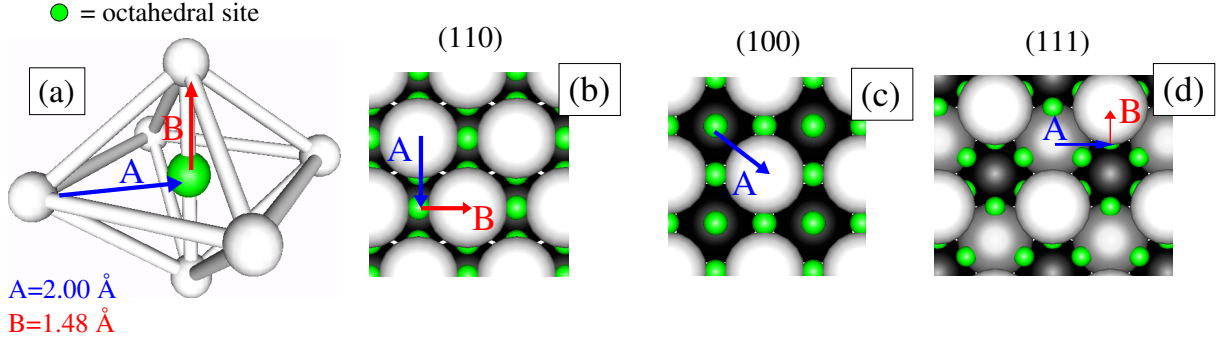 = octahedral site
(a)
B
A
A=2.00 Å
B=1.48 Å
(110)
(b)
A
B
(100)
(c)
A
(111)
(d)
A
B